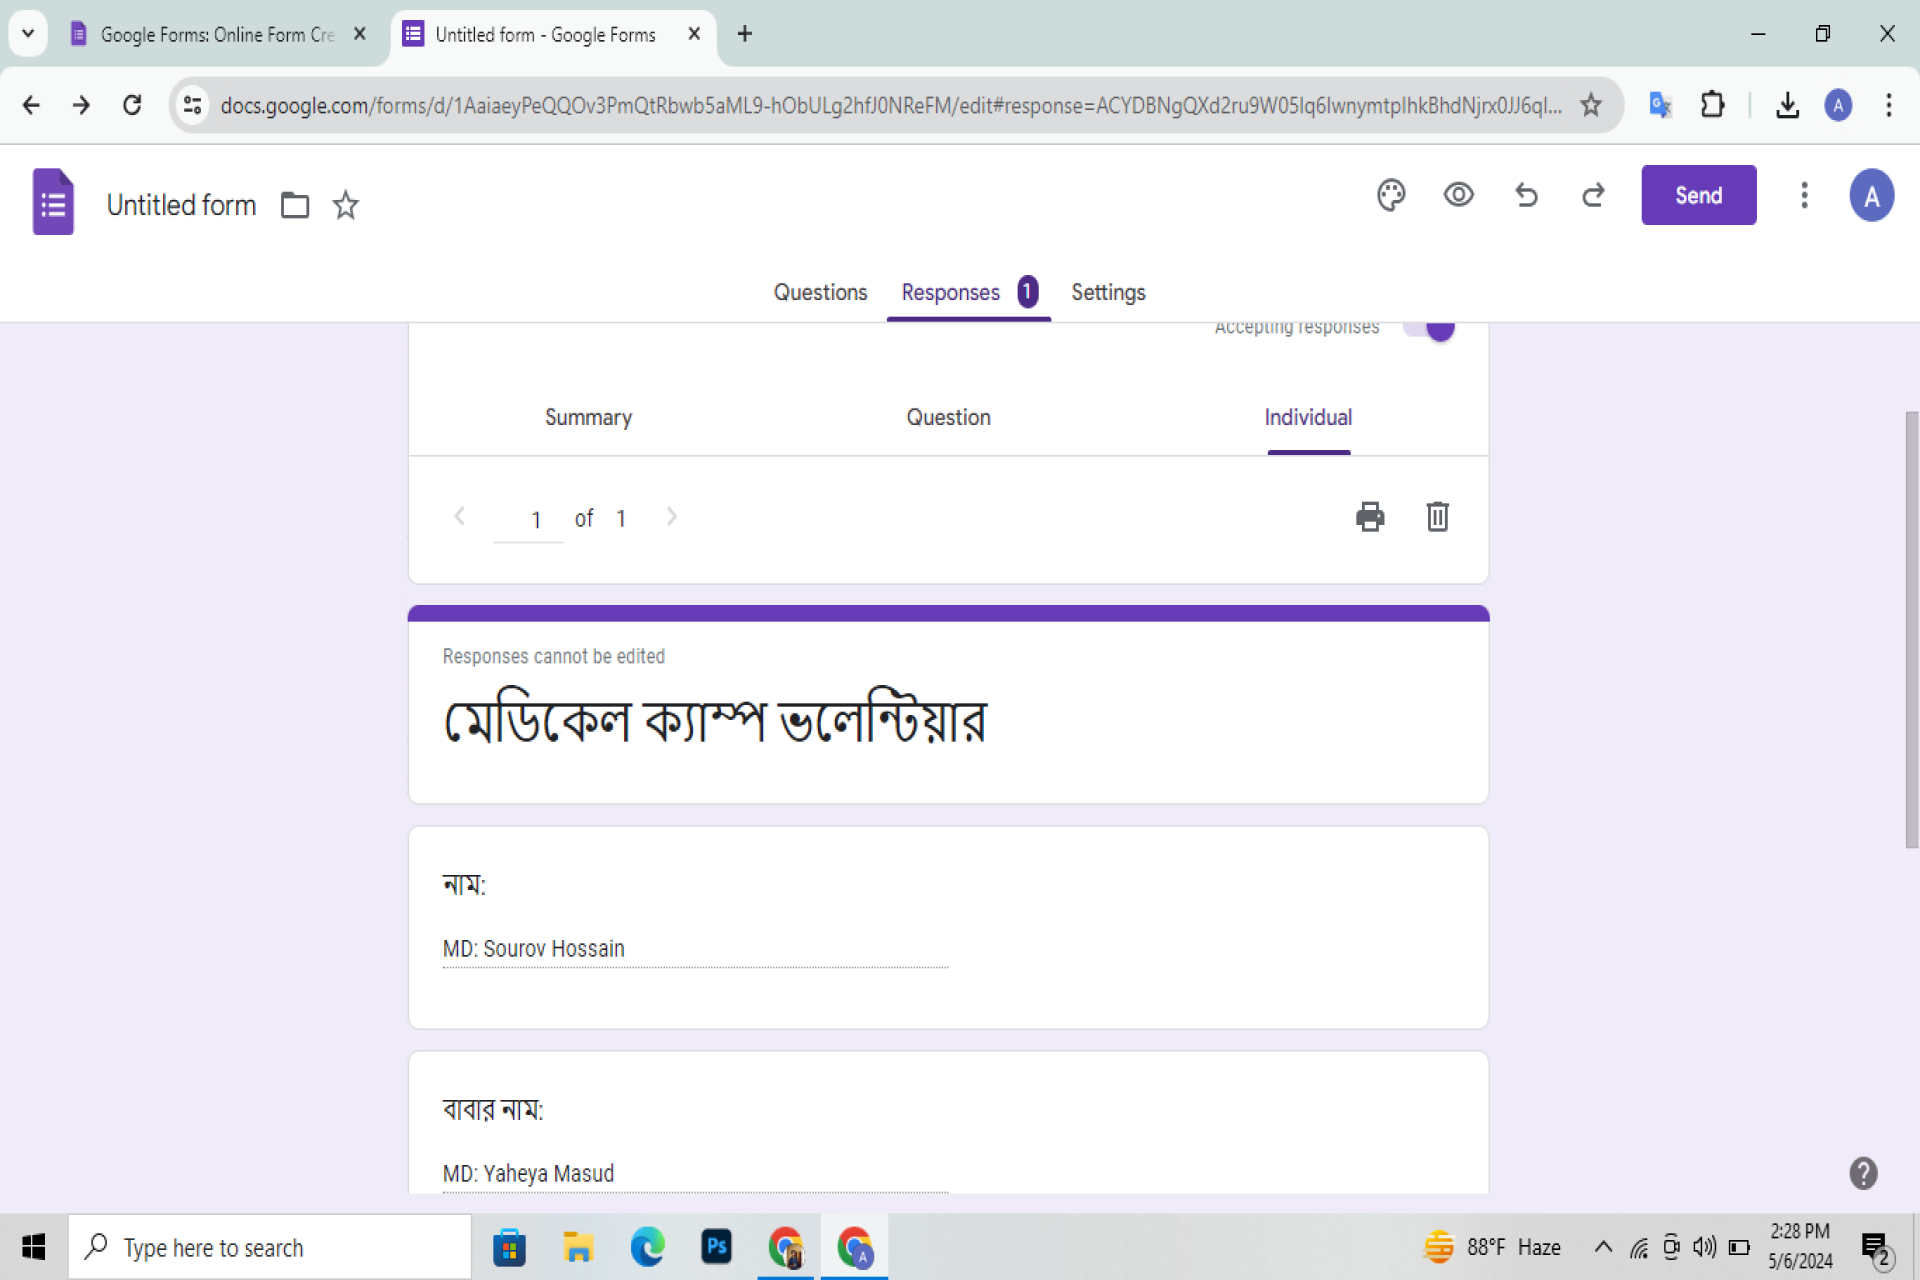 Google Forms: Online Form Cre
Untitled form - Google Forms
docs.google.com/forms/d/1AaiaeyPeQQOv3PmQtRbwb5aML9-hObULg2hfJ0NReFM/edit#response=ACYDBNgQXd2ru9W05Iq6IwnymtpIhkBhdNjrx0JJ6qI...
A
Untitled form
Send
A
Questions
Responses 1
Settings
Accepting responses
Summary
Question
Individual
1 of 1
Responses cannot be edited
মেডিকেল ক্যাম্প ভলেন্টিয়ার
নাম:
MD: Sourov Hossain
বাবার নাম:
MD: Yaheya Masud
Type here to search
Ps
A
88°F Haze
2:28 PM
5/6/2024
2